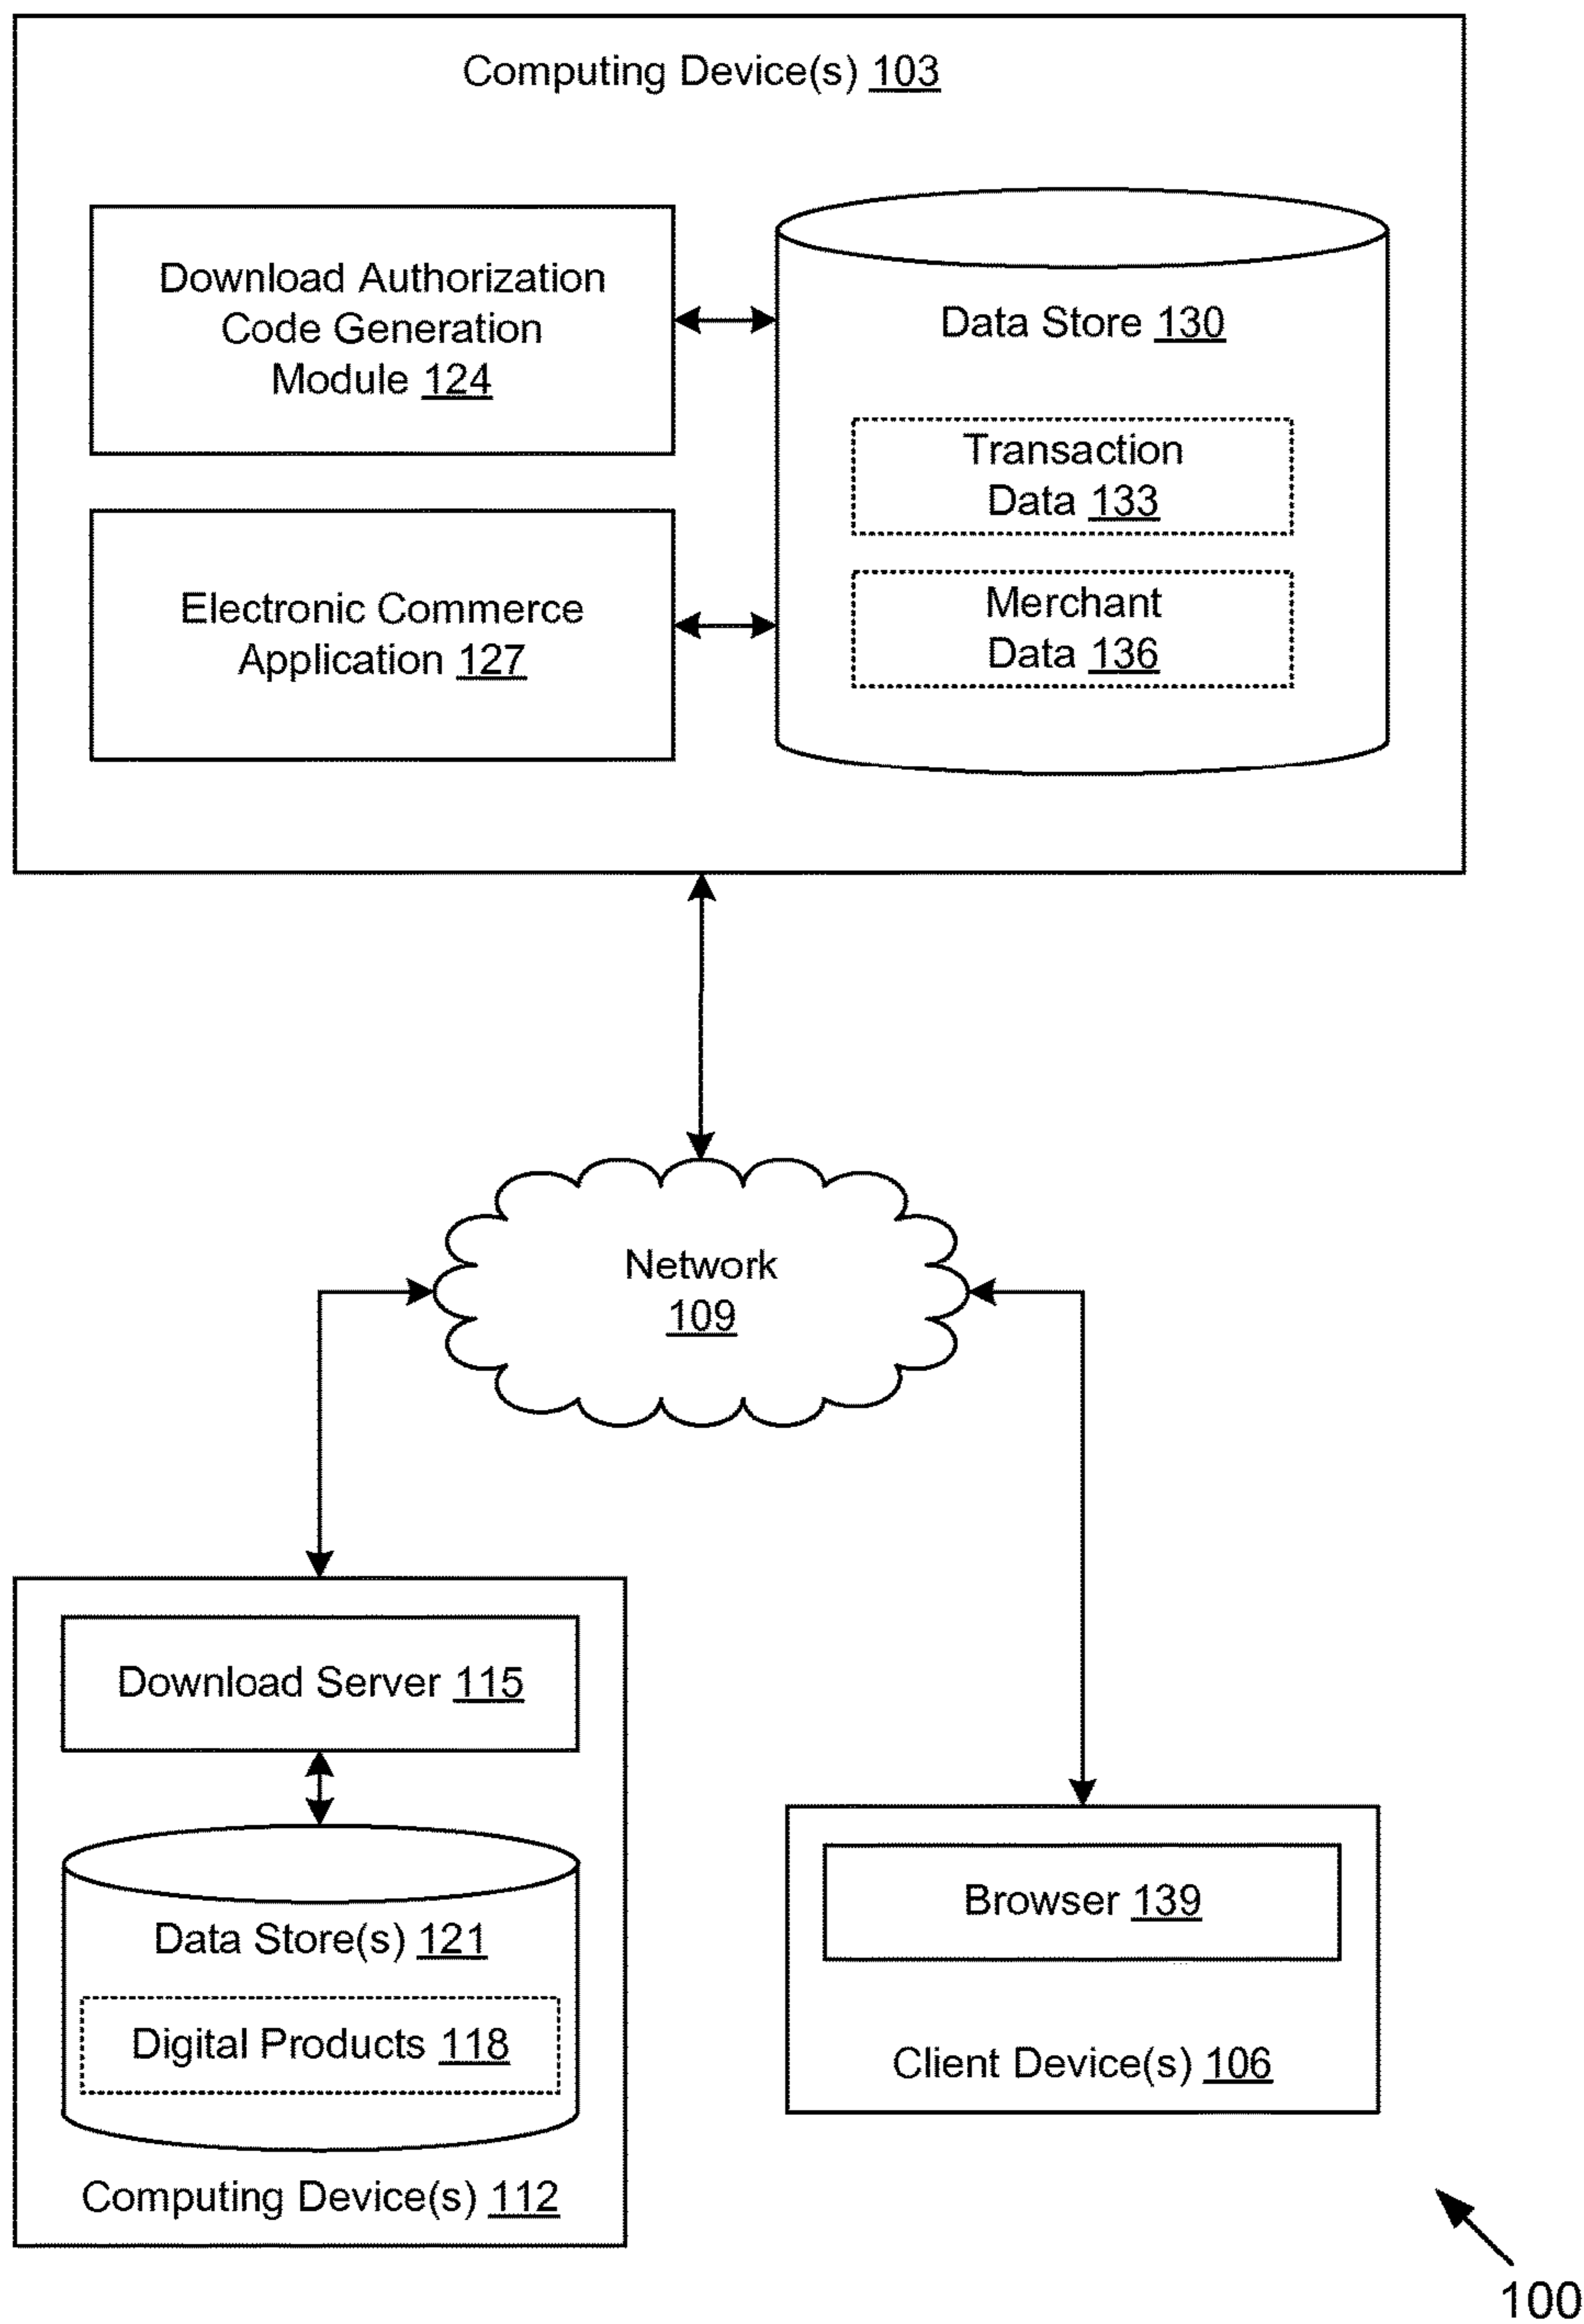 Computing Device(s) 103
Download Authorization
Code Generation
Module 124
Data Store 130
Transaction
Data 133
Electronic Commerce
Application 127
Merchant
Data 136
Network
109
Download Server 115
Data Store(s) 121
Digital Products 118
Computing Device(s) 112
Browser 139
Client Device(s) 106
100